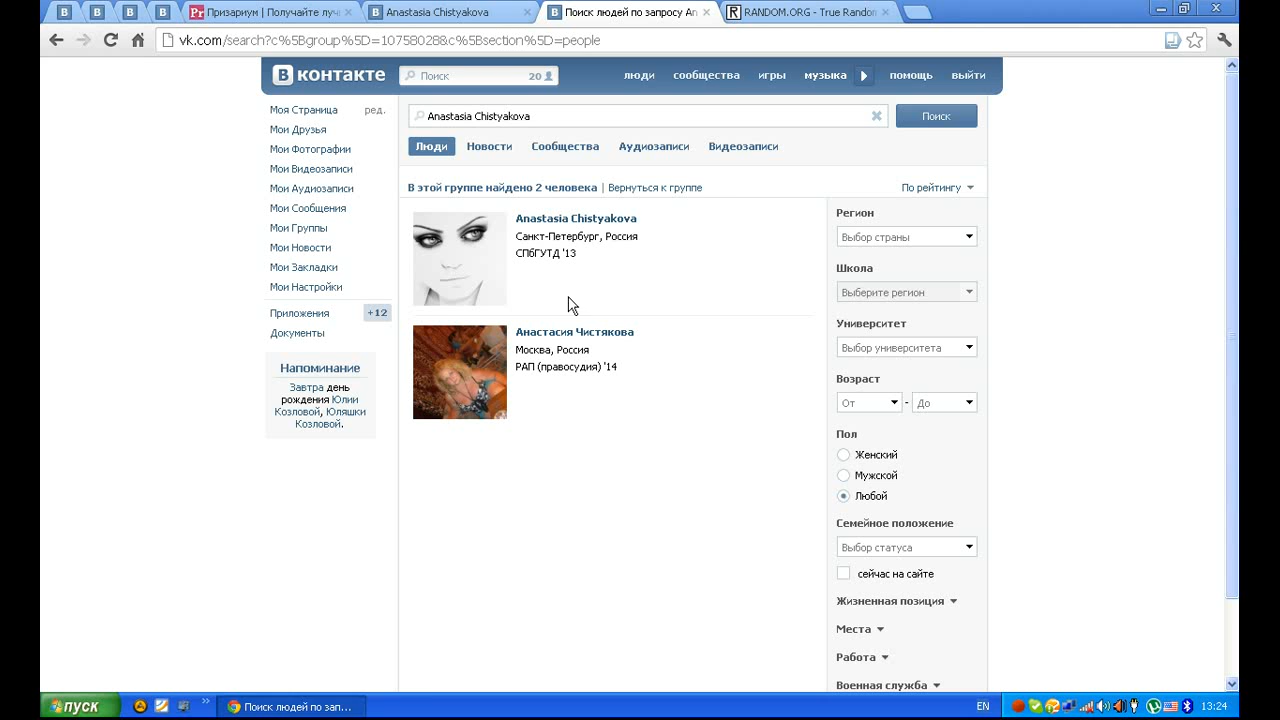 Призариум | Получайте лучш
Anastasia Chistyakova
Поиск людей по запросу An
RANDOM.ORG - True Random
vk.com/search?c%5Bgroup%5D=10758028&c%5Bsection%5D=people
В контакте
Поиск
20
люди
сообщества
игры
музыка
помощь
выйти
Моя Страница
ред.
Мои Друзья
Мои Фотографии
Мои Видеозаписи
Мои Аудиозаписи
Мои Сообщения
Мои Группы
Мои Новости
Мои Закладки
Мои Настройки
Приложения
+12
Документы
Напоминание
Завтра день
рождения Юлии
Козловой, Юляшки
Козловой.
Anastasia Chistyakova
Поиск
Люди
Новости
Сообщества
Аудиозаписи
Видеозаписи
В этой группе найдено 2 человека | Вернуться к группе
По рейтингу
Anastasia Chistyakova
Санкт-Петербург, Россия
СПбГУТД '13
Анастасия Чистякова
Москва, Россия
РАП (правосудия) '14
Регион
Выбор страны
Школа
Выберите регион
Университет
Выбор университета
Возраст
От - До
Пол
Женский
Мужской
Любой
Семейное положение
Выбор статуса
сейчас на сайте
Жизненная позиция
Места
Работа
Военная служба
пуск
Поиск людей по зап...
EN
13:24